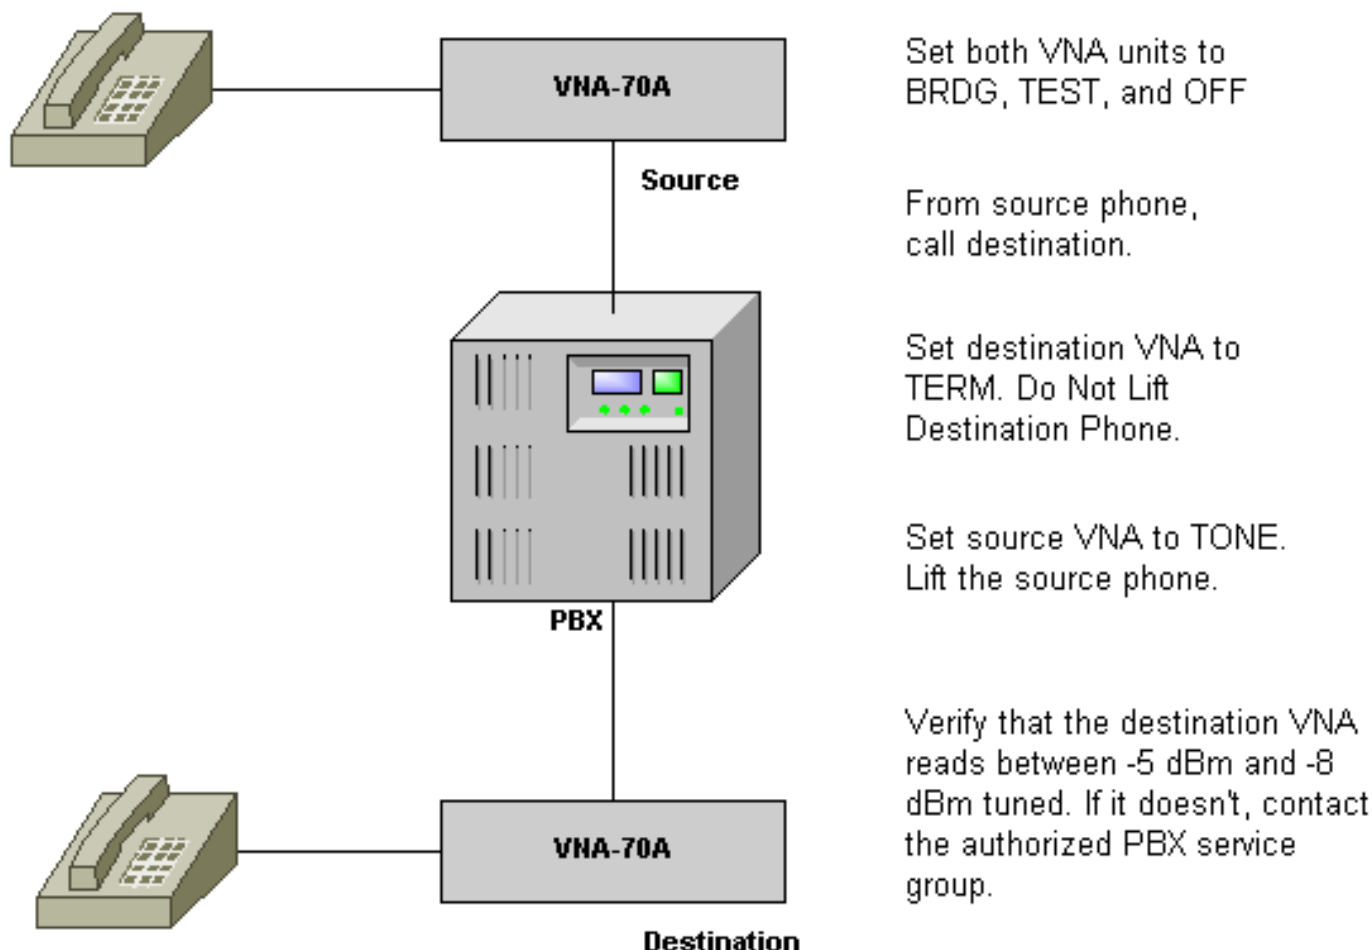 VNA-70A
Source
PBX
VNA-70A
Destination
Set both VNA units to
BRDG, TEST, and OFF
From source phone,
call destination.
Set destination VNA to
TERM. Do Not Lift
Destination Phone.
Set source VNA to TONE.
Lift the source phone.
Verify that the destination VNA
reads between -5 dBm and -8
dBm tuned. If it doesn't, contact
the authorized PBX service
group.